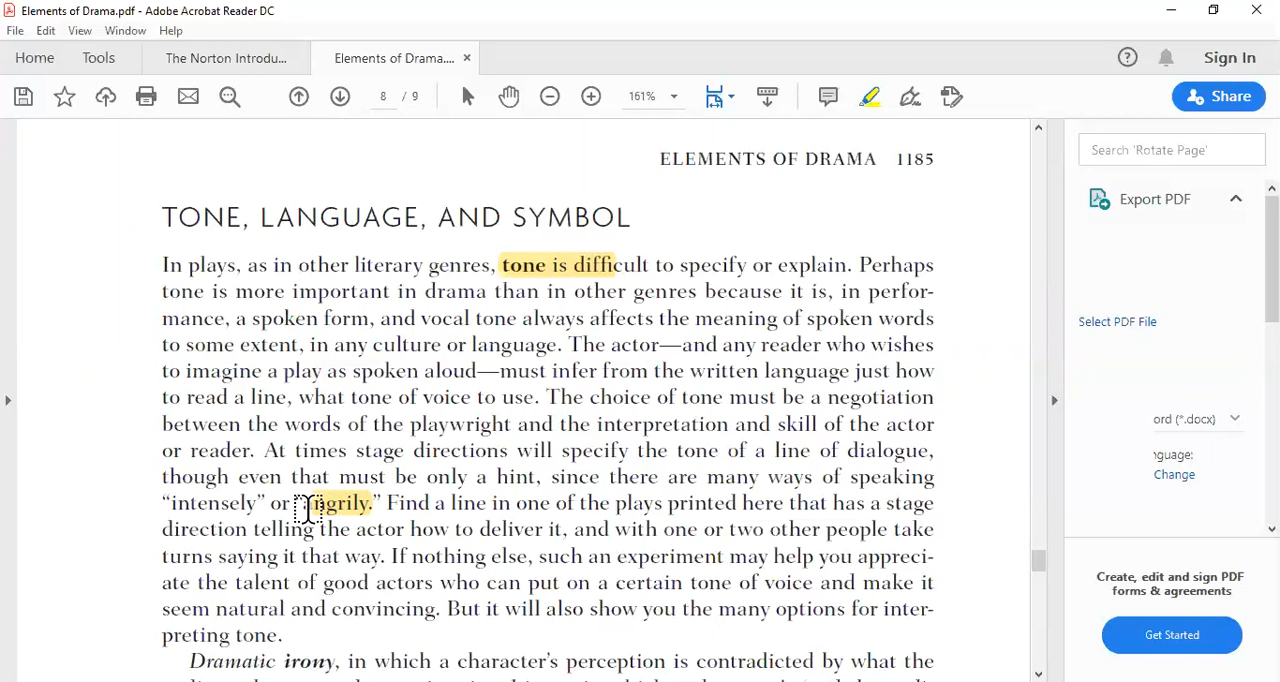 Elements of Drama.pdf - Adobe Acrobat Reader DC
File Edit View Window Help
Home Tools The Norton Introdu... Elements of Drama.... × Sign In
8 / 9 161% Share
ELEMENTS OF DRAMA 1185
TONE, LANGUAGE, AND SYMBOL
In plays, as in other literary genres, tone is difficult to specify or explain. Perhaps
tone is more important in drama than in other genres because it is, in perfor-
mance, a spoken form, and vocal tone always affects the meaning of spoken words
to some extent, in any culture or language. The actor—and any reader who wishes
to imagine a play as spoken aloud—must infer from the written language just how
to read a line, what tone of voice to use. The choice of tone must be a negotiation
between the words of the playwright and the interpretation and skill of the actor
or reader. At times stage directions will specify the tone of a line of dialogue,
though even that must be only a hint, since there are many ways of speaking
“intensely” or “angrily.” Find a line in one of the plays printed here that has a stage
direction telling the actor how to deliver it, and with one or two other people take
turns saying it that way. If nothing else, such an experiment may help you appreci-
ate the talent of good actors who can put on a certain tone of voice and make it
seem natural and convincing. But it will also show you the many options for inter-
preting tone.
Dramatic irony, in which a character’s perception is contradicted by what the
Search 'Rotate Page'
Export PDF
Select PDF File
ord (*.docx)
guage:
Change
Create, edit and sign PDF
forms & agreements
Get Started